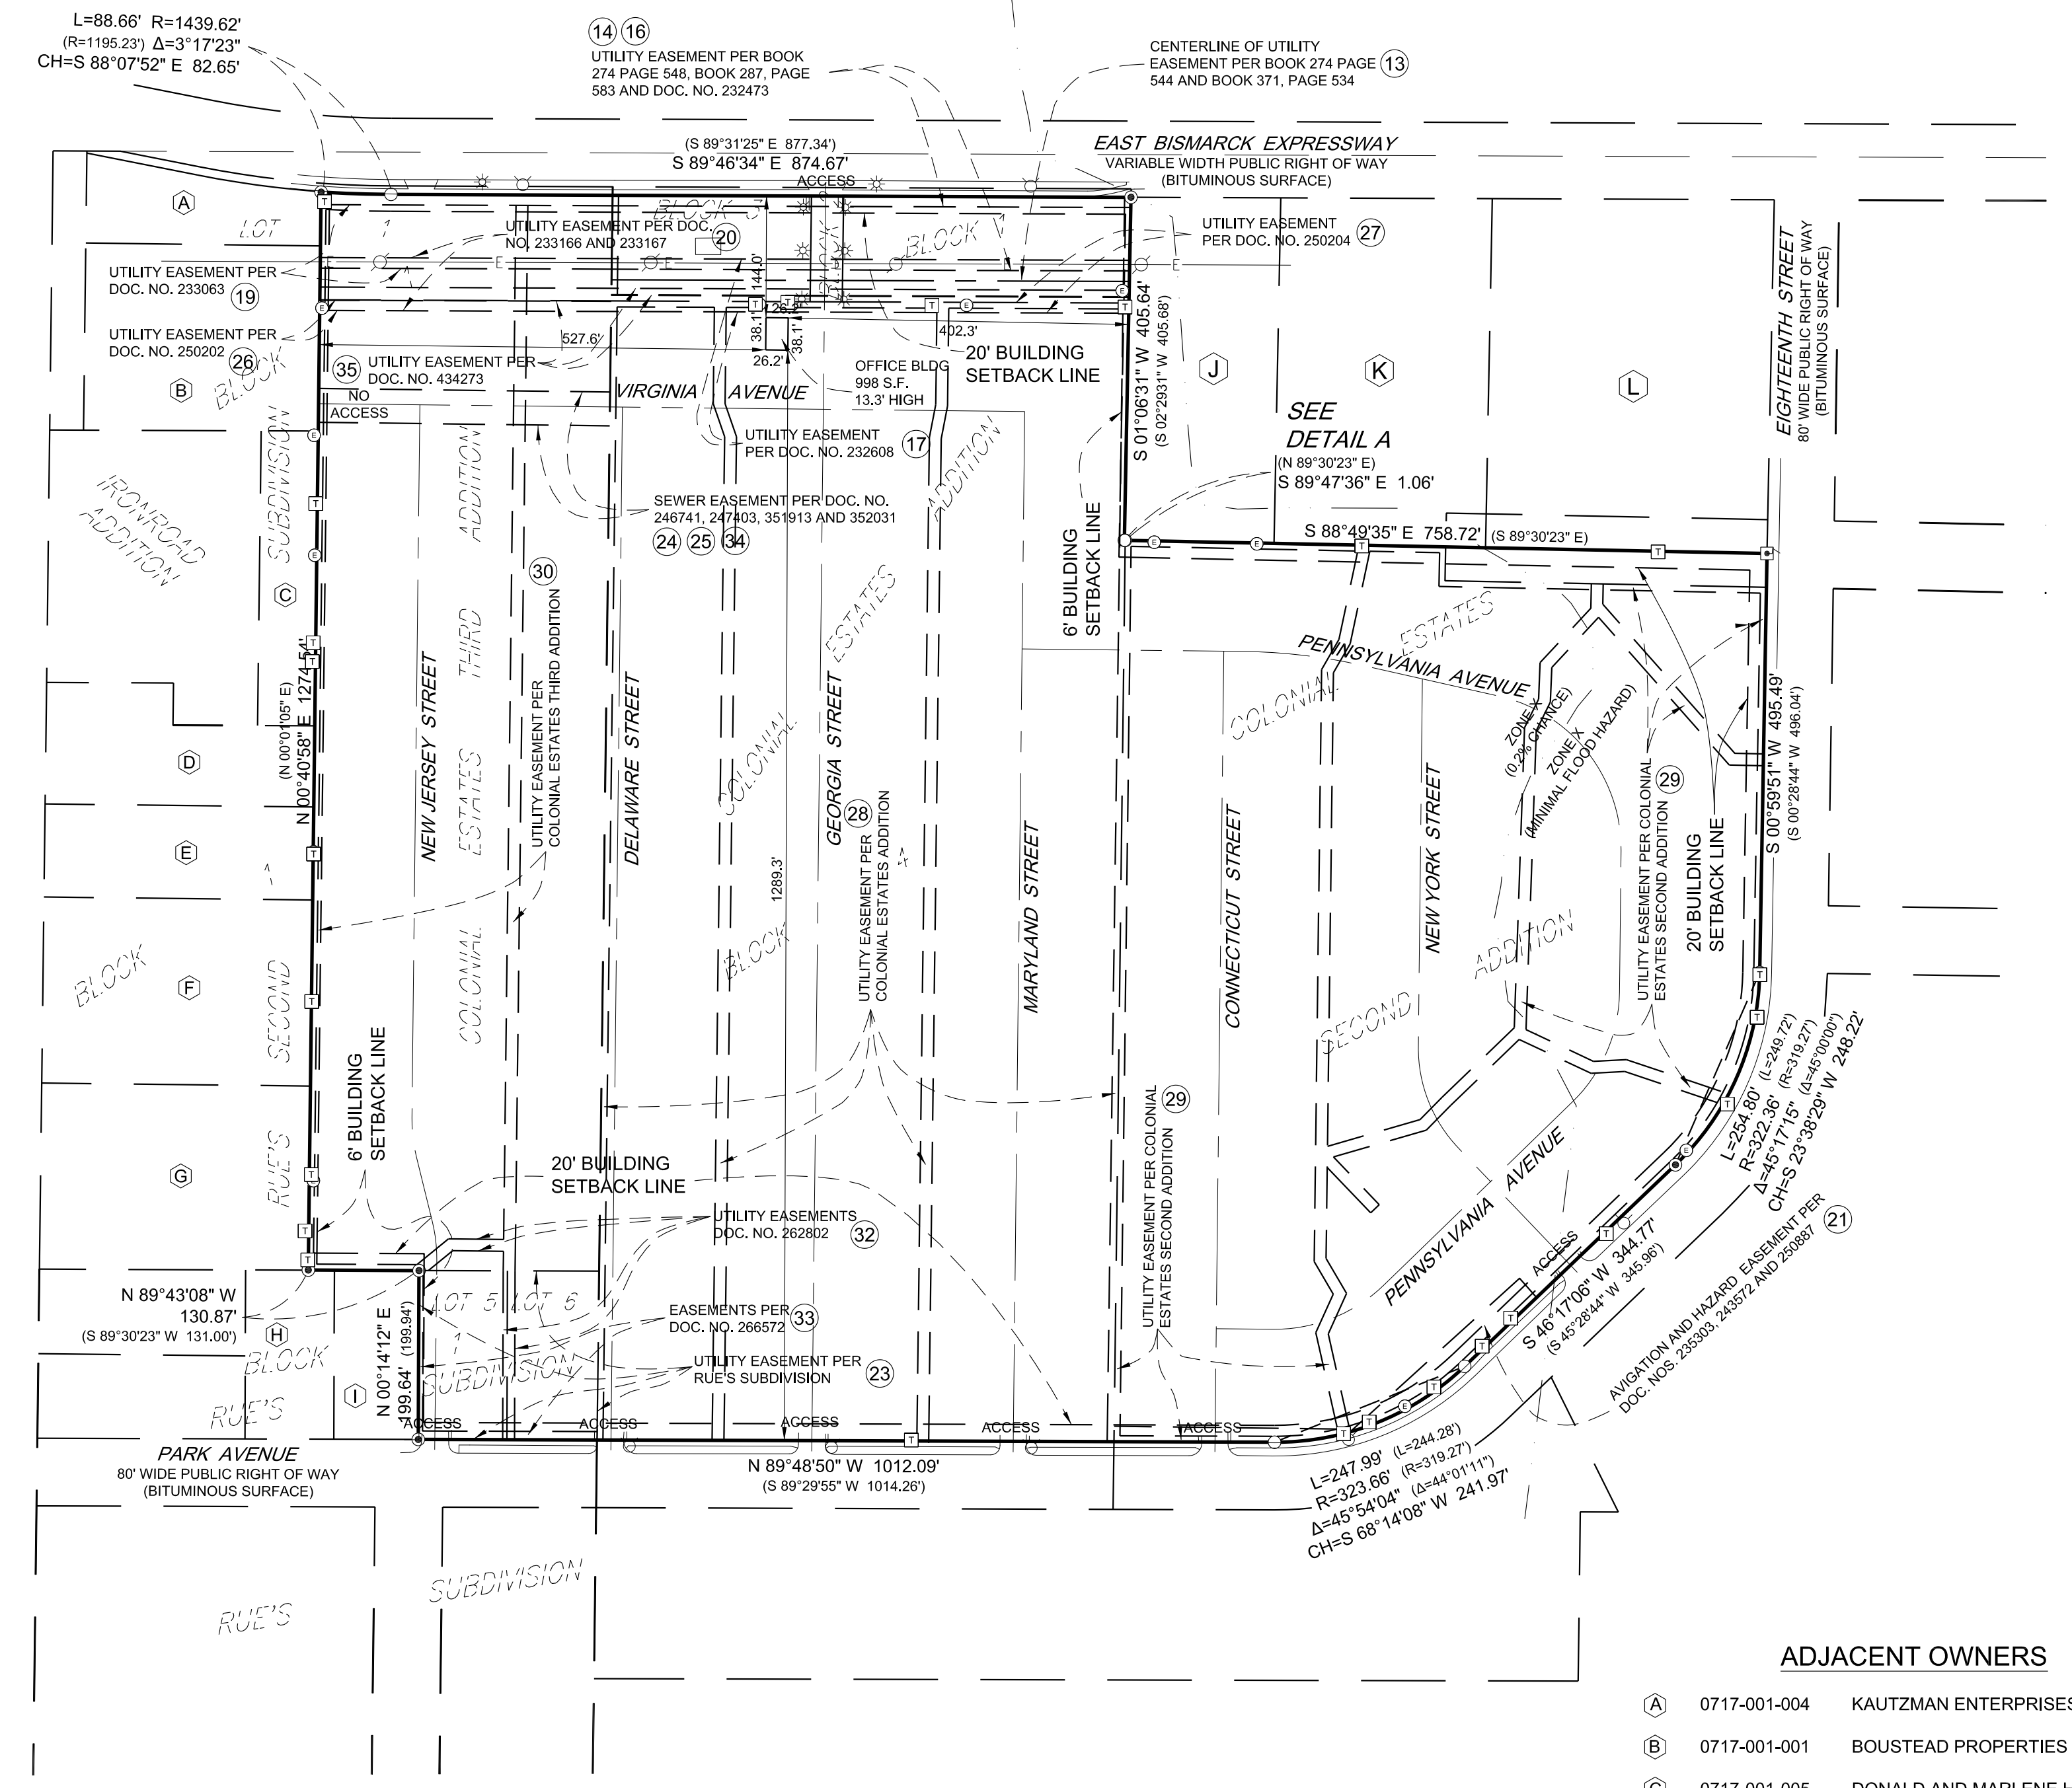 L=88.66' R=1439.62'
(R=1195.23') Δ=3°17'23"
CH=S 88°07'52" E 82.65'
14 16
UTILITY EASEMENT PER BOOK
274 PAGE 548, BOOK 287, PAGE
583 AND DOC. NO. 232473
CENTERLINE OF UTILITY
EASEMENT PER BOOK 274 PAGE 13
544 AND BOOK 371, PAGE 534
(S 89°31'25" E 877.34')
S 89°46'34" E 874.67'
ACCESS
EAST BISMARCK EXPRESSWAY
VARIABLE WIDTH PUBLIC RIGHT OF WAY
(BITUMINOUS SURFACE)
A
LOT 1
BLOCK 3
BLOCK 1
UTILITY EASEMENT PER DOC.
NO. 233166 AND 233167 20
UTILITY EASEMENT
PER DOC. NO. 250204 27
EIGHTEENTH STREET
80' WIDE PUBLIC RIGHT OF WAY
(BITUMINOUS SURFACE)
UTILITY EASEMENT PER
DOC. NO. 233063 19
UTILITY EASEMENT PER
DOC. NO. 250202 26
B
BLOCK
35 UTILITY EASEMENT PER
DOC. NO. 434273
NO
ACCESS
527.6'
144.0'
26.2'
38.1'
38.1'
26.2'
402.3'
OFFICE BLDG
998 S.F.
13.3' HIGH
20' BUILDING
SETBACK LINE
VIRGINIA AVENUE
UTILITY EASEMENT
PER DOC. NO. 232608 17
SEWER EASEMENT PER DOC. NO.
246741, 247403, 351913 AND 352031
24 25 34
S 01°06'31" W 405.64'
(S 02°2931" W 405.68')
J
K
L
SEE
DETAIL A
(N 89°30'23" E)
S 89°47'36" E 1.06'
S 88°49'35" E 758.72' (S 89°30'23" E)
6' BUILDING
SETBACK LINE
IRONROAD
ADDITION
SUBDIVISION
C
ADDITION
THIRD
ESTATES
COLONIAL
30
UTILITY EASEMENT PER
COLONIAL ESTATES THIRD ADDITION
ADDITION
ESTATES
COLONIAL
BLOCK 4
N 00°40'58" E 1274.54'
(N 00°01'05" E)
NEW JERSEY STREET
DELAWARE STREET
GEORGIA STREET
MARYLAND STREET
CONNECTICUT STREET
NEW YORK STREET
PENNSYLVANIA AVENUE
ESTATES
COLONIAL
ADDITION
SECOND
ZONE X
(0.2% CHANCE)
ZONE X
(MINIMAL FLOOD HAZARD)
UTILITY EASEMENT PER COLONIAL
ESTATES SECOND ADDITION 29
20' BUILDING
SETBACK LINE
S 00°59'51" W 495.49'
(S 00°28'44" W 496.04')
D
E
1
F
BLOCK
SECOND
G
RUE'S
1289.3'
28
UTILITY EASEMENT PER
COLONIAL ESTATES ADDITION
6' BUILDING
SETBACK LINE
20' BUILDING
SETBACK LINE
UTILITY EASEMENT PER COLONIAL
ESTATES SECOND ADDITION
29
L=254.80' (L=249.72')
R=322.36' (R=319.27')
Δ=45°17'15" (Δ=45°00'00")
CH=S 23°38'29" W 248.22'
PENNSYLVANIA AVENUE
UTILITY EASEMENTS
DOC. NO. 262802 32
N 89°43'08" W
130.87'
(S 89°30'23" W 131.00')
H
BLOCK
I
RUE'S
N 00°14'12" E
199.64' (199.94')
LOT 5 LOT 6
1
SUBDIVISION
EASEMENTS PER
DOC. NO. 266572 33
UTILITY EASEMENT PER
RUE'S SUBDIVISION 23
ACCESS
S 46°17'06" W 344.77'
(S 45°28'44" W 345.96')
AVIGATION AND HAZARD EASEMENT PER
DOC. NOS. 235303, 243572 AND 250887 21
ACCESS ACCESS ACCESS ACCESS ACCESS
PARK AVENUE
80' WIDE PUBLIC RIGHT OF WAY
(BITUMINOUS SURFACE)
N 89°48'50" W 1012.09'
(S 89°29'55" W 1014.26')
L=247.99' (L=244.28')
R=323.66' (R=319.27')
Δ=45°54'04" (Δ=44°01'11")
CH=S 68°14'08" W 241.97'
SUBDIVISION
RUE'S
ADJACENT OWNERS
A 0717-001-004 KAUTZMAN ENTERPRISES
B 0717-001-001 BOUSTEAD PROPERTIES
C 0717-001-005 DONALD AND MARLENE